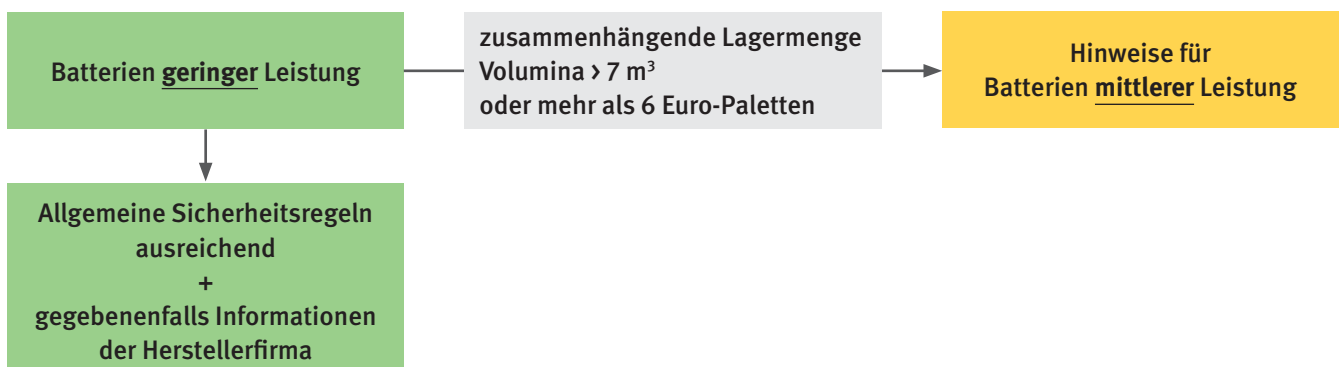 Batterien geringer Leistung
zusammenhängende Lagermenge
Volumina > 7 m³
oder mehr als 6 Euro-Paletten
Hinweise für
Batterien mittlerer Leistung
Allgemeine Sicherheitsregeln
ausreichend
+
gegebenenfalls Informationen
der Herstellerfirma